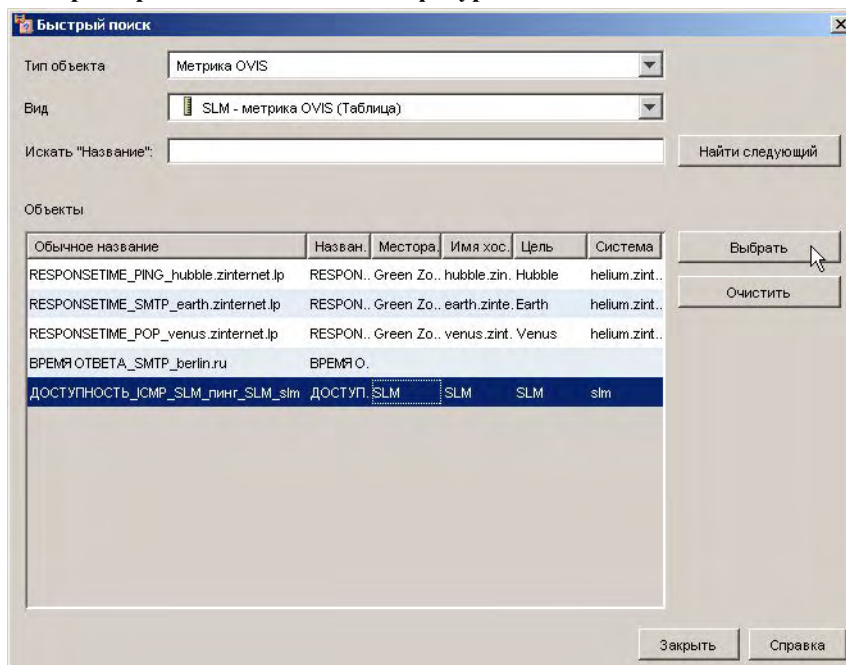 Быстрый поиск
Тип объекта Метрика OVIS
Вид SLM - метрика OVIS (Таблица)
Искать "Название": Найти следующий
Объекты
Обычное название Назван. Местора. Имя хос. Цель Система
RESPONSETIME_PING_hubble.zinternet.lp RESPON.. Green Zo.. hubble.zin. Hubble helium.zint..
RESPONSETIME_SMTP_earth.zinternet.lp RESPON.. Green Zo.. earth.zinte. Earth helium.zint..
RESPONSETIME_POP_venus.zinternet.lp RESPON.. Green Zo.. venus.zint. Venus helium.zint..
ВРЕМЯ ОТВЕТА_SMTP_berlin.ru ВРЕМЯ О.
ДОСТУПНОСТЬ_ICMP_SLM_пинг_SLM_slm ДОСТУП. SLM SLM SLM slm
Выбрать
Очистить
Закрыть Справка